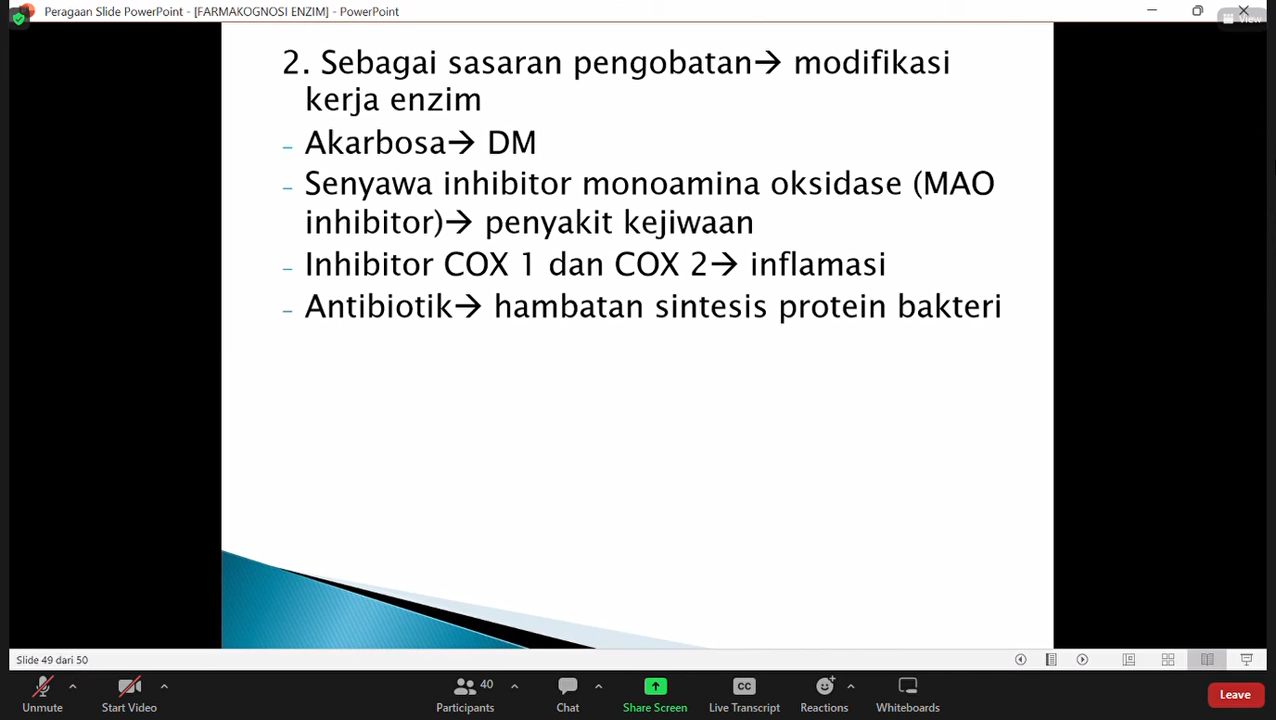 Peragaan Slide PowerPoint - [FARMAKOGNOSI ENZIM] - PowerPoint
View
2. Sebagai sasaran pengobatan→ modifikasi
kerja enzim
– Akarbosa→ DM
– Senyawa inhibitor monoamina oksidase (MAO
inhibitor)→ penyakit kejiwaan
– Inhibitor COX 1 dan COX 2→ inflamasi
– Antibiotik→ hambatan sintesis protein bakteri
Slide 49 dari 50
40
CC
Unmute
Start Video
Participants
Chat
Share Screen
Live Transcript
Reactions
Whiteboards
Leave